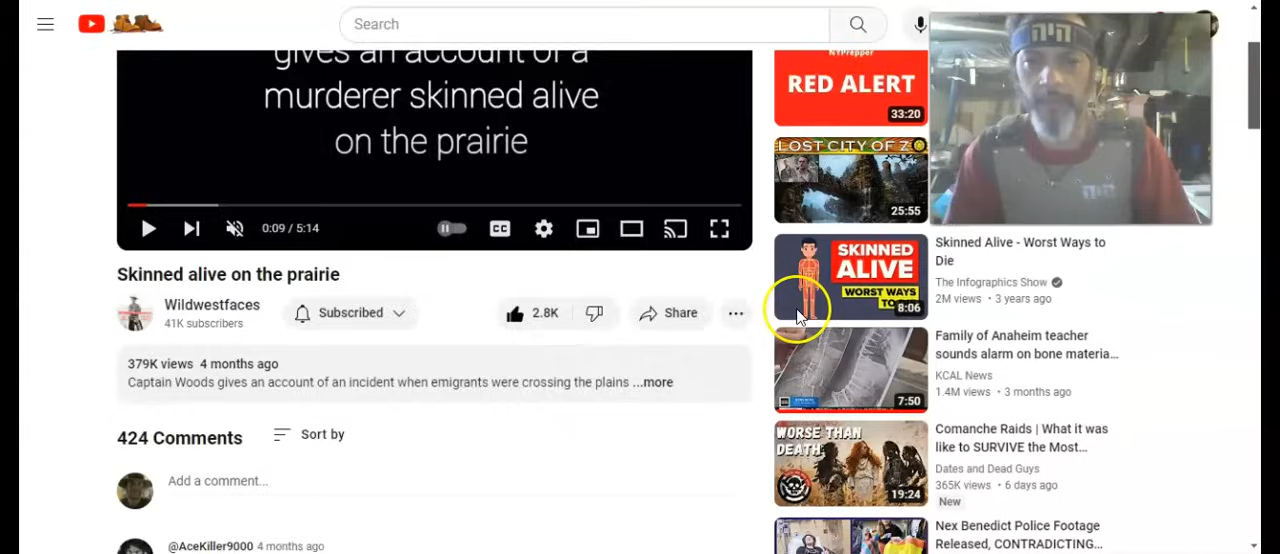 Search
gives an account of a
murderer skinned alive
on the prairie
0:09 / 5:14
CC
Skinned alive on the prairie
Wildwestfaces
41K subscribers
Subscribed
2.8K
Share
379K views 4 months ago
Captain Woods gives an account of an incident when emigrants were crossing the plains ...more
424 Comments
Sort by
Add a comment...
@AceKiller9000 4 months ago
NYPrepper
RED ALERT
33:20
LOST CITY OF Z
25:55
SKINNED
ALIVE
WORST WAYS
TO
8:06
Skinned Alive - Worst Ways to
Die
The Infographics Show
2M views • 3 years ago
7:50
Family of Anaheim teacher
sounds alarm on bone materia...
KCAL News
1.4M views • 3 months ago
WORSE THAN
DEATH
19:24
Comanche Raids | What it was
like to SURVIVE the Most...
Dates and Dead Guys
365K views • 6 days ago
New
Nex Benedict Police Footage
Released, CONTRADICTING...
היה
היה